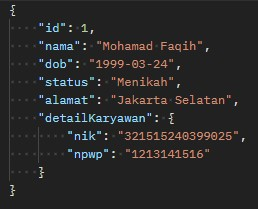 {
"id": 1,
"nama": "Mohamad Faqih",
"dob": "1999-03-24",
"status": "Menikah",
"alamat": "Jakarta Selatan",
"detailKaryawan": {
"nik": "321515240399025",
"npwp": "1213141516"
}
}